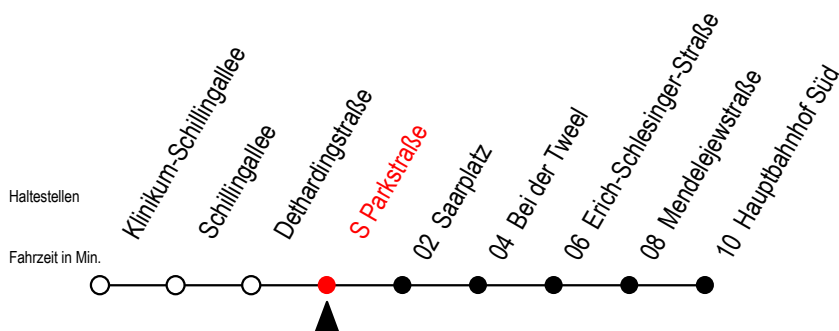 Haltestellen
Fahrzeit in Min.
Klinikum-Schillingallee
Schillingallee
Dethardingstraße
S Parkstraße
02 Saarplatz
04 Bei der Tweel
06 Erich-Schlesinger-Straße
08 Mendelejewstraße
10 Hauptbahnhof Süd